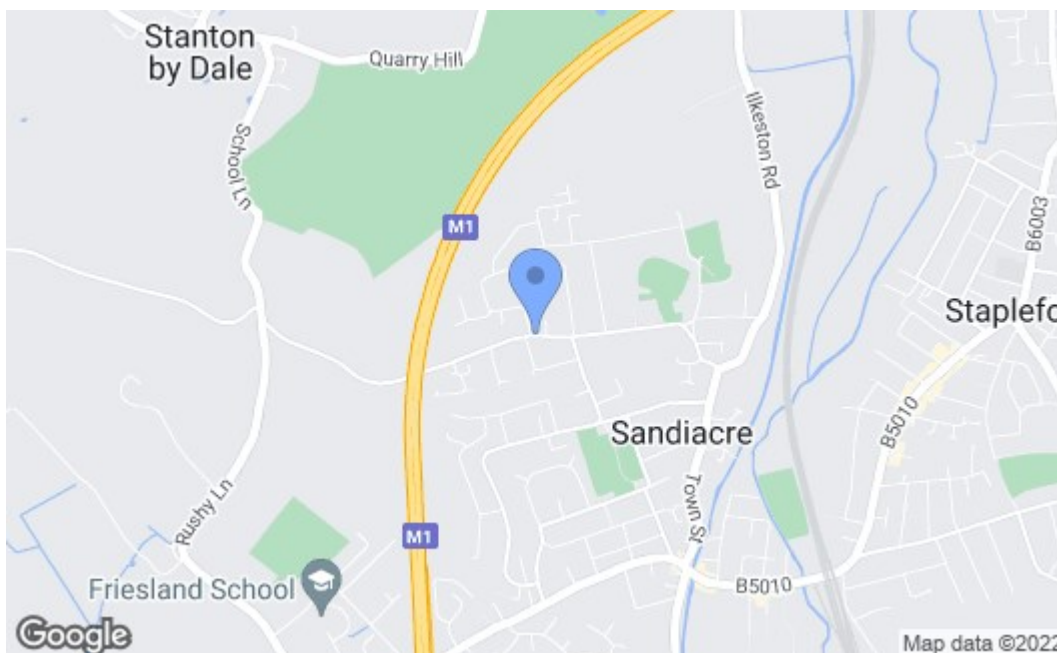 Stanton
by Dale
Quarry Hill
School Ln
Ilkeston Rd
M1
B6003
Staplefo
Sandiacre
B5010
Town St
Rushy Ln
M1
Friesland School
B5010
Google
Map data ©2022